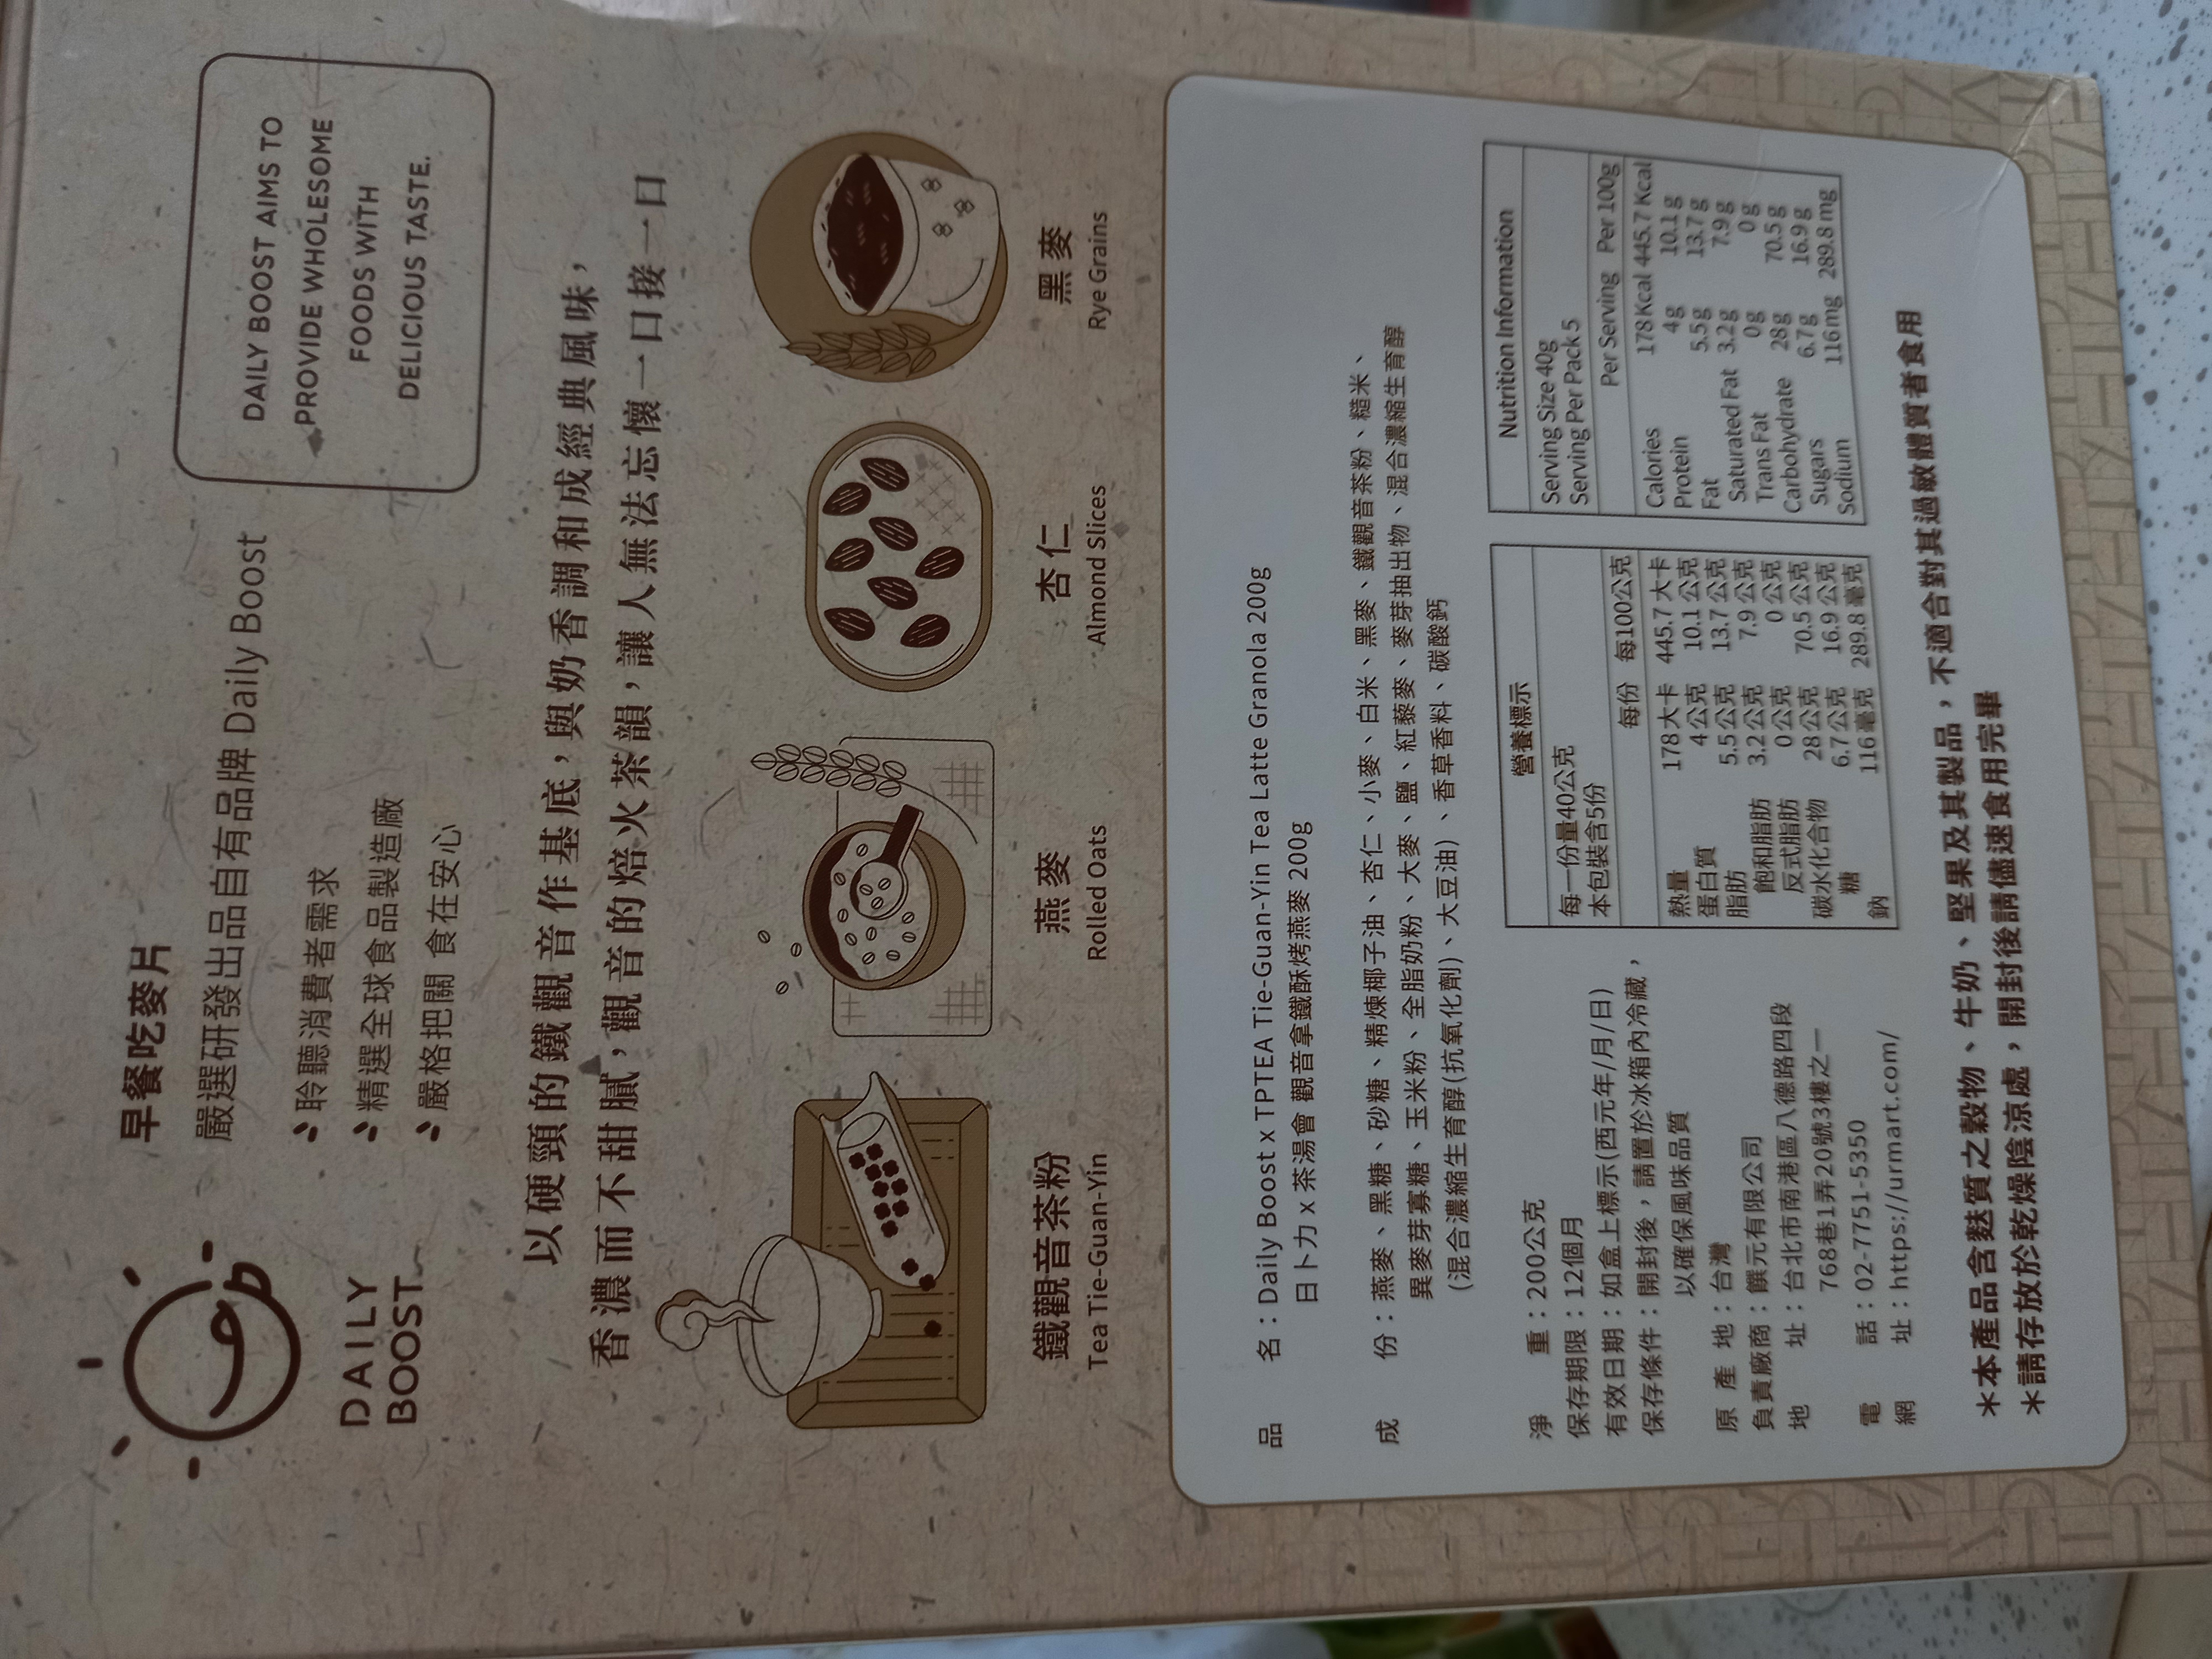 DAILY
BOOST
早餐吃麥片
嚴選研發出品自有品牌 Daily Boost
聆聽消費者需求
精選全球食品製造廠
嚴格把關 食在安心
DAILY BOOST AIMS TO
PROVIDE WHOLESOME
FOODS WITH
DELICIOUS TASTE.
以硬頸的鐵觀音作基底，與奶香調和成經典風味，
香濃而不甜膩，觀音的焙火茶韻，讓人無法忘懷一口接一口
鐵觀音茶粉
Tea Tie-Guan-Yin
燕麥
Rolled Oats
杏仁
Almond Slices
黑麥
Rye Grains
品名：Daily Boost x TPTEA Tie-Guan-Yin Tea Latte Granola 200g
日卜力 x 茶湯會 觀音拿鐵酥烤燕麥 200g
成份：燕麥、黑糖、砂糖、精煉椰子油、杏仁、小麥、白米、黑麥、鐵觀音茶粉、糙米、
異麥芽寡糖、玉米粉、全脂奶粉、大麥、鹽、紅藜麥、麥芽抽出物、混合濃縮生育醇
(混合濃縮生育醇(抗氧化劑)、大豆油)、香草香料、碳酸鈣
淨重：200公克
保存期限：12個月
有效日期：如盒上標示(西元年/月/日)
保存條件：開封後，請置於冰箱內冷藏，
以確保風味品質
原產地：台灣
負責廠商：饌元有限公司
地址：台北市南港區八德路四段
768巷1弄20號3樓之一
電話：02-7751-5350
網址：https://urmart.com/
營養標示
每一份量40公克
本包裝含5份
每份 每100公克
熱量 178大卡 445.7 大卡
蛋白質 4公克 10.1 公克
脂肪 5.5公克 13.7 公克
飽和脂肪 3.2公克 7.9 公克
反式脂肪 0公克 0 公克
碳水化合物 28公克 70.5 公克
糖 6.7公克 16.9 公克
鈉 116毫克 289.8 毫克
Nutrition Information
Serving Size 40g
Serving Per Pack 5
Per Serving Per 100g
Calories 178 Kcal 445.7 Kcal
Protein 4g 10.1 g
Fat 5.5g 13.7 g
Saturated Fat 3.2g 7.9 g
Trans Fat 0g 0 g
Carbohydrate 28g 70.5 g
Sugars 6.7g 16.9 g
Sodium 116mg 289.8 mg
＊本產品含麩質之穀物、牛奶、堅果及其製品，不適合對其過敏體質者食用
＊請存放於乾燥陰涼處，開封後請儘速食用完畢